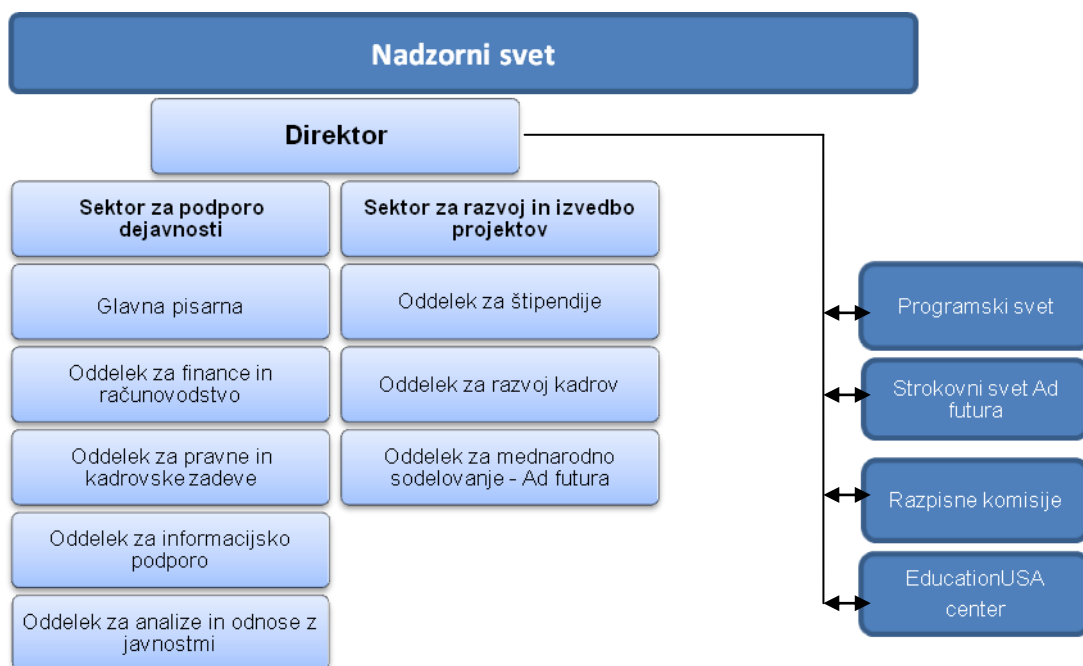 Nadzorni svet
Direktor
Sektor za podporo
dejavnosti
Glavna pisarna
Oddelek za finance in
računovodstvo
Oddelek za pravne in
kadrovske zadeve
Oddelek za informacijsko
podporo
Oddelek za analize in odnose z
javnostmi
Sektor za razvoj in izvedbo
projektov
Oddelek za štipendije
Oddelek za razvoj kadrov
Oddelek za mednarodno
sodelovanje - Ad futura
Programski svet
Strokovni svet Ad
futura
Razpisne komisije
EducationUSA
center